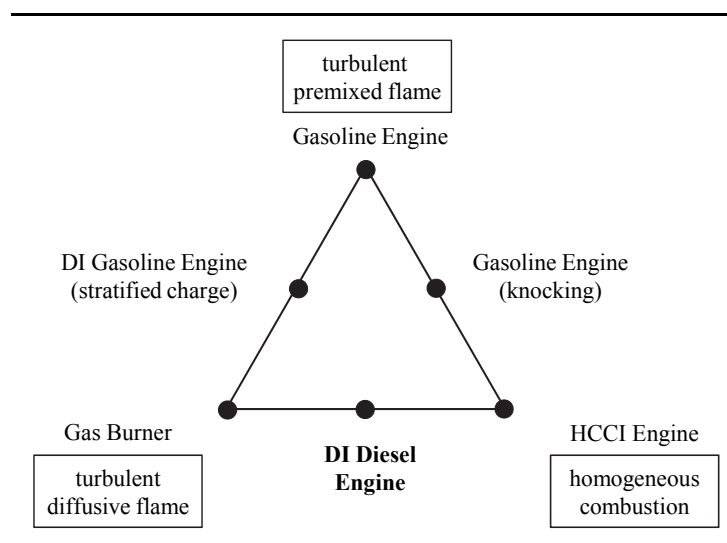 turbulent
premixed flame
Gasoline Engine
DI Gasoline Engine
(stratified charge)
Gasoline Engine
(knocking)
Gas Burner
turbulent
diffusive flame
DI Diesel
Engine
HCCI Engine
homogeneous
combustion